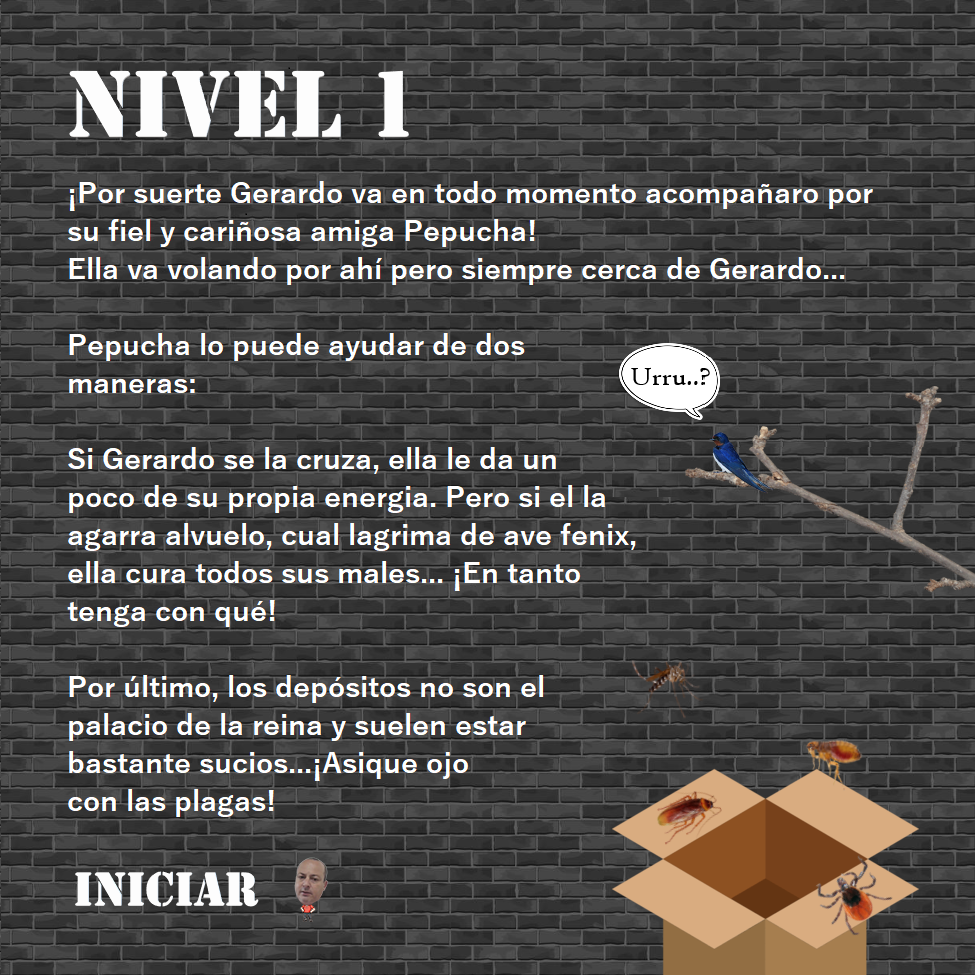 NIVEL 1
¡Por suerte Gerardo va en todo momento acompañaro por
su fiel y cariñosa amiga Pepucha!
Ella va volando por ahí pero siempre cerca de Gerardo...
Pepucha lo puede ayudar de dos
maneras:
Urru..?
Si Gerardo se la cruza, ella le da un
poco de su propia energia. Pero si el la
agarra alvuelo, cual lagrima de ave fenix,
ella cura todos sus males... ¡En tanto
tenga con qué!
Por último, los depósitos no son el
palacio de la reina y suelen estar
bastante sucios...¡Asique ojo
con las plagas!
INICIAR